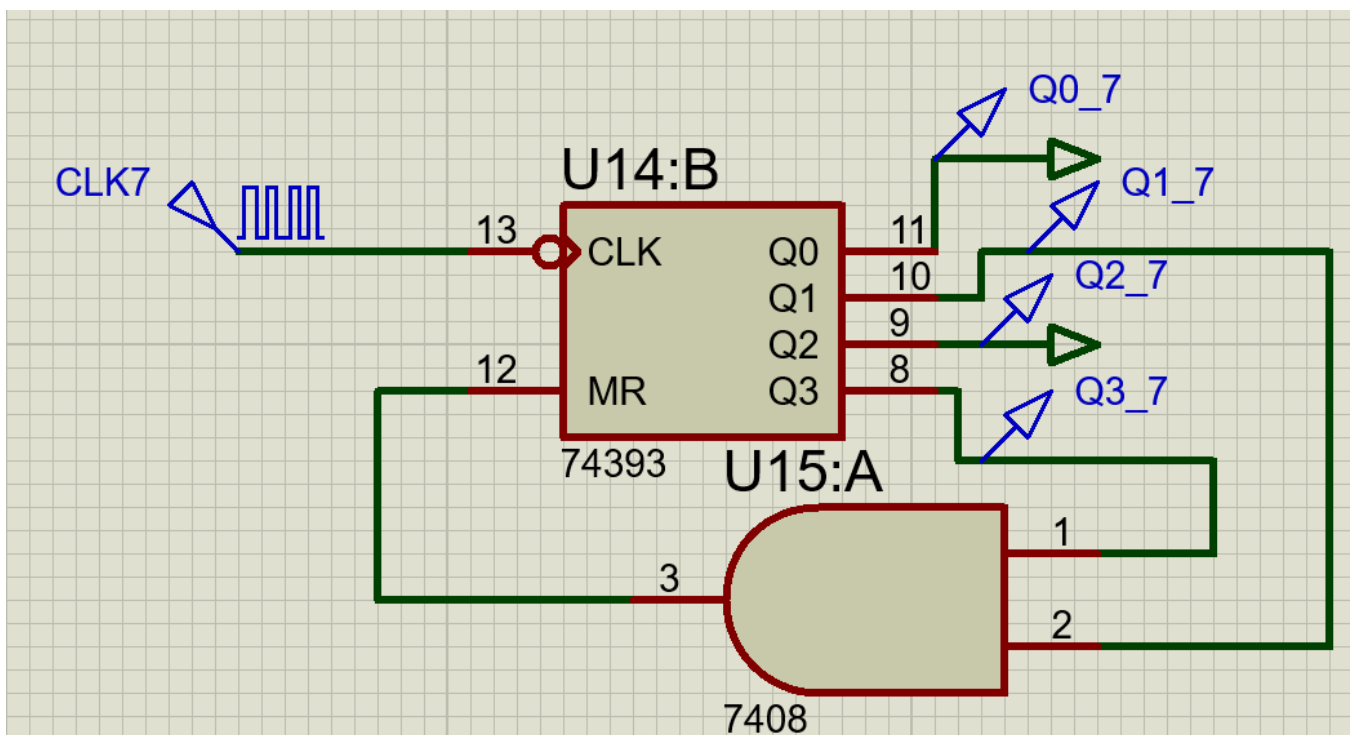 Q0_7
CLK7
U14:B
Q1_7
13
CLK
Q0
11
Q1
10
Q2_7
Q2
9
12
MR
Q3
8
Q3_7
74393
U15:A
1
3
2
7408